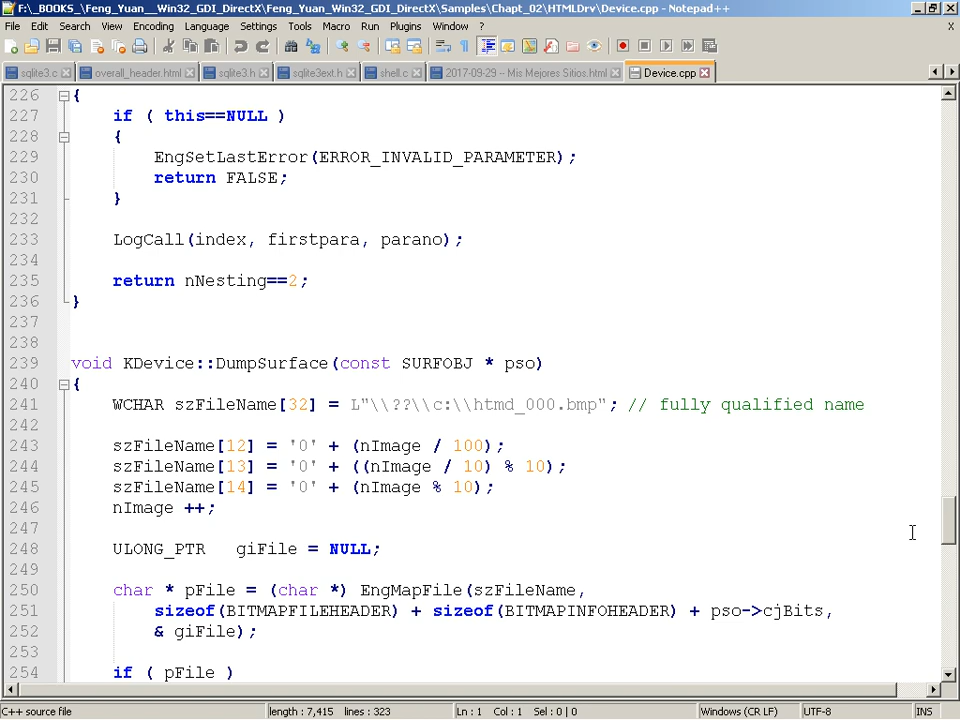 F:\_BOOKS_\Feng_Yuan__Win32_GDI_DirectX\Feng_Yuan_Win32_GDI_DirectX\Samples\Chapt_02\HTMLDrv\Device.cpp - Notepad++
File Edit Search View Encoding Language Settings Tools Macro Run Plugins Window ? X
sqlite3.c overall_header.html sqlite3.h sqlite3ext.h shell.c 2017-09-29 -- Mis Mejores Sitios.html Device.cpp
226 {
227 if ( this==NULL )
228 {
229 EngSetLastError(ERROR_INVALID_PARAMETER);
230 return FALSE;
231 }
232
233 LogCall(index, firstpara, parano);
234
235 return nNesting==2;
236 }
237
238
239 void KDevice::DumpSurface(const SURFOBJ * pso)
240 {
241 WCHAR szFileName[32] = L"\\??\\c:\\htmd_000.bmp"; // fully qualified name
242
243 szFileName[12] = '0' + (nImage / 100);
244 szFileName[13] = '0' + ((nImage / 10) % 10);
245 szFileName[14] = '0' + (nImage % 10);
246 nImage ++;
247
248 ULONG_PTR giFile = NULL;
249
250 char * pFile = (char *) EngMapFile(szFileName,
251 sizeof(BITMAPFILEHEADER) + sizeof(BITMAPINFOHEADER) + pso->cjBits,
252 & giFile);
253
254 if ( pFile )
C++ source file length : 7,415 lines : 323 Ln : 1 Col : 1 Sel : 0 | 0 Windows (CR LF) UTF-8 INS